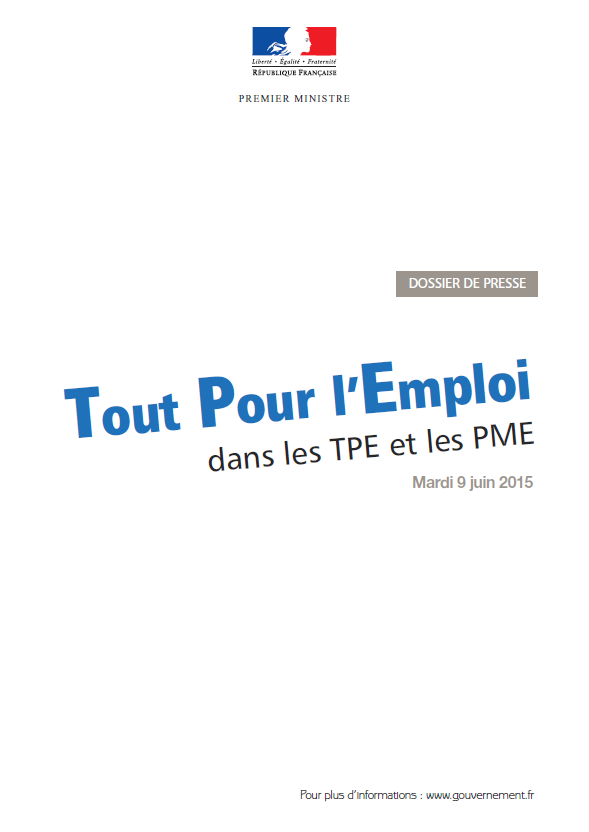 Liberté • Égalité • Fraternité
RÉPUBLIQUE FRANÇAISE
PREMIER MINISTRE
DOSSIER DE PRESSE
Tout Pour l'Emploi
dans les TPE et les PME
Mardi 9 juin 2015
Pour plus d'informations : www.gouvernement.fr